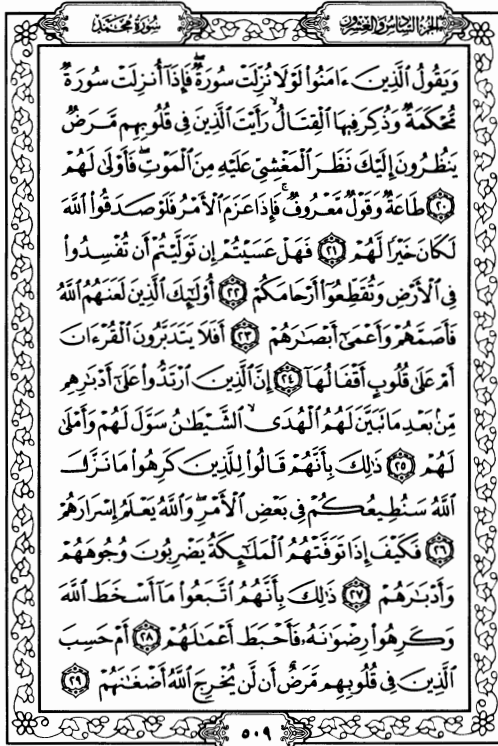 الجزء السادس والعشرون
سورة محمد
وَيَقُولُ ٱلَّذِينَ ءَامَنُوا۟ لَوْلَا نُزِّلَتْ سُورَةٌ ۖ فَإِذَآ أُنزِلَتْ سُورَةٌ
مُّحْكَمَةٌ وَذُكِرَ فِيهَا ٱلْقِتَالُ ۙ رَأَيْتَ ٱلَّذِينَ فِى قُلُوبِهِم مَّرَضٌ
يَنظُرُونَ إِلَيْكَ نَظَرَ ٱلْمَغْشِىِّ عَلَيْهِ مِنَ ٱلْمَوْتِ ۖ فَأَوْلَىٰ لَهُمْ
٢٠ طَاعَةٌ وَقَوْلٌ مَّعْرُوفٌ ۚ فَإِذَا عَزَمَ ٱلْأَمْرُ فَلَوْ صَدَقُوا۟ ٱللَّهَ
لَكَانَ خَيْرًا لَّهُمْ ٢١ فَهَلْ عَسَيْتُمْ إِن تَوَلَّيْتُمْ أَن تُفْسِدُوا۟
فِى ٱلْأَرْضِ وَتُقَطِّعُوٓا۟ أَرْحَامَكُمْ ٢٢ أُو۟لَٰٓئِكَ ٱلَّذِينَ لَعَنَهُمُ ٱللَّهُ
فَأَصَمَّهُمْ وَأَعْمَىٰٓ أَبْصَٰرَهُمْ ٢٣ أَفَلَا يَتَدَبَّرُونَ ٱلْقُرْءَانَ
أَمْ عَلَىٰ قُلُوبٍ أَقْفَالُهَآ ٢٤ إِنَّ ٱلَّذِينَ ٱرْتَدُّوا۟ عَلَىٰٓ أَدْبَٰرِهِم
مِّنۢ بَعْدِ مَا تَبَيَّنَ لَهُمُ ٱلْهُدَى ۙ ٱلشَّيْطَٰنُ سَوَّلَ لَهُمْ وَأَمْلَىٰ
لَهُمْ ٢٥ ذَٰلِكَ بِأَنَّهُمْ قَالُوا۟ لِلَّذِينَ كَرِهُوا۟ مَا نَزَّلَ
ٱللَّهُ سَنُطِيعُكُمْ فِى بَعْضِ ٱلْأَمْرِ ۖ وَٱللَّهُ يَعْلَمُ إِسْرَارَهُمْ
٢٦ فَكَيْفَ إِذَا تَوَفَّتْهُمُ ٱلْمَلَٰٓئِكَةُ يَضْرِبُونَ وُجُوهَهُمْ
وَأَدْبَٰرَهُمْ ٢٧ ذَٰلِكَ بِأَنَّهُمُ ٱتَّبَعُوا۟ مَآ أَسْخَطَ ٱللَّهَ
وَكَرِهُوا۟ رِضْوَٰنَهُۥ فَأَحْبَطَ أَعْمَٰلَهُمْ ٢٨ أَمْ حَسِبَ
ٱلَّذِينَ فِى قُلُوبِهِم مَّرَضٌ أَن لَّن يُخْرِجَ ٱللَّهُ أَضْغَٰنَهُمْ ٢٩
٥٠٩